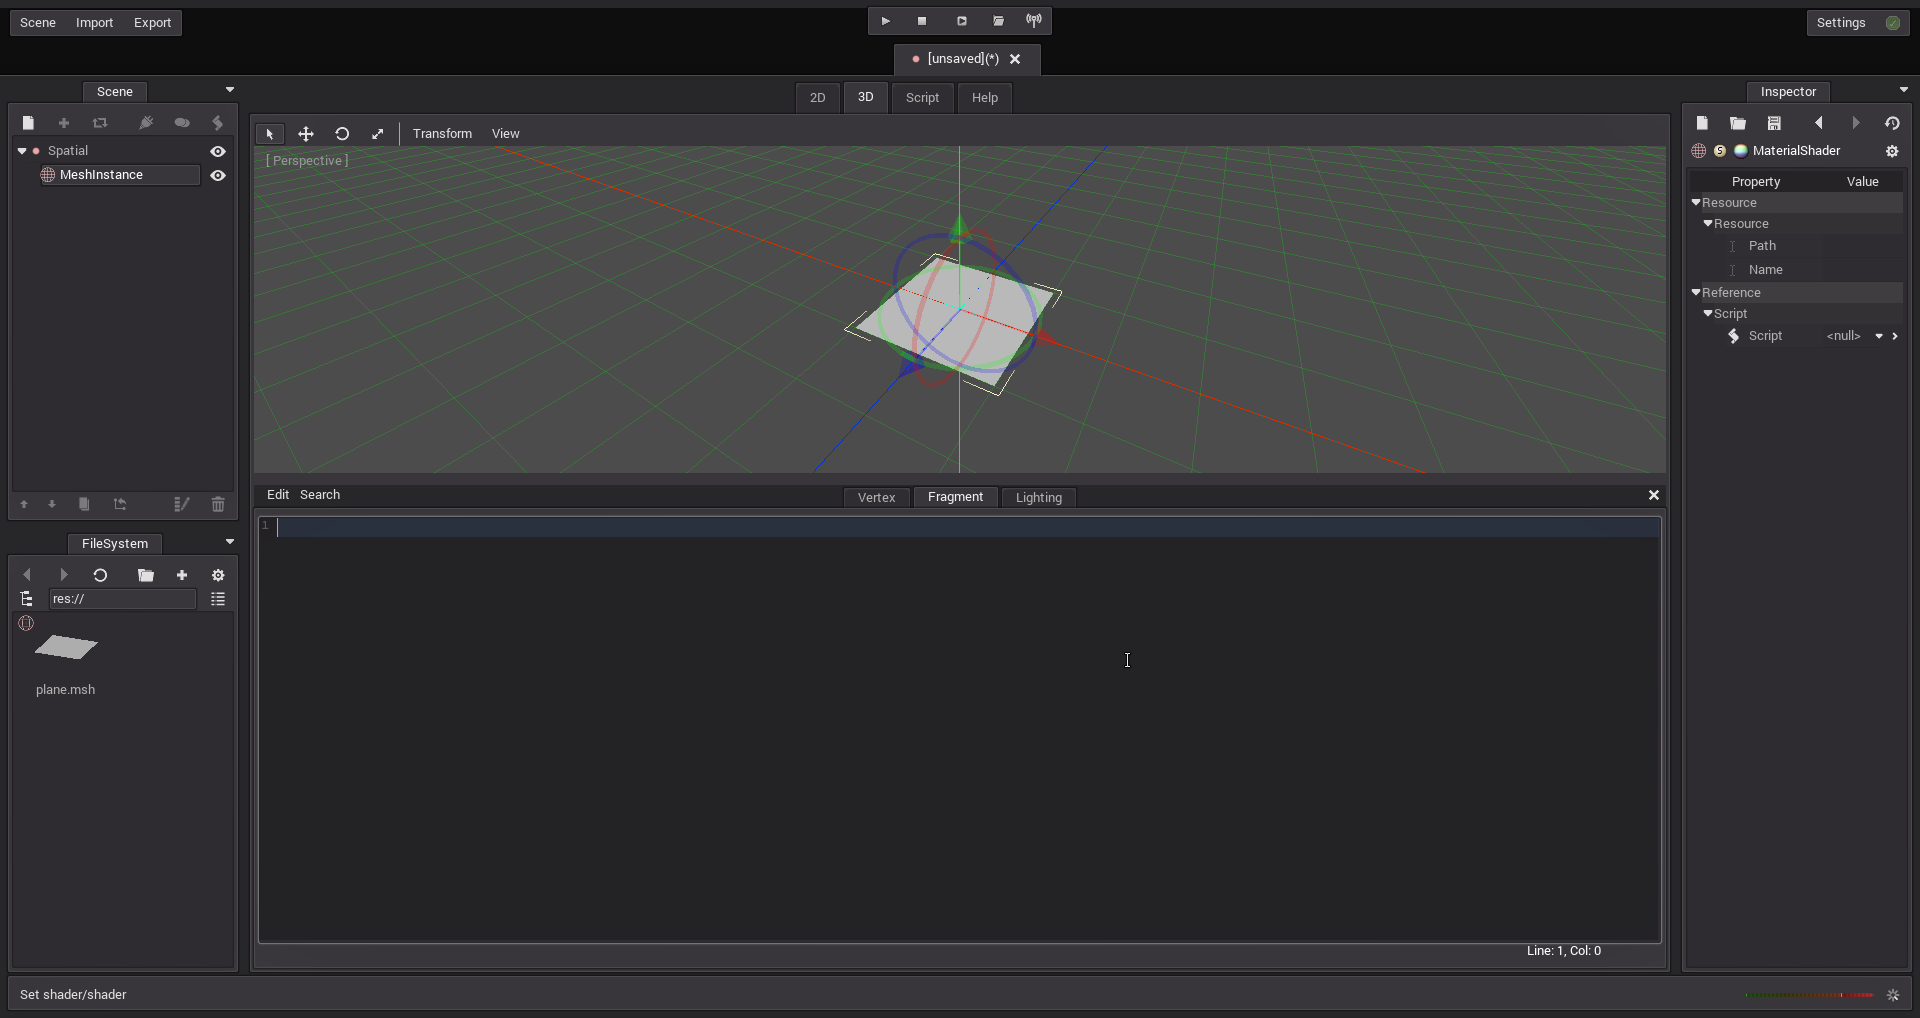 Scene Import Export
Settings
[unsaved](*)
Scene
2D 3D Script Help
Inspector
Transform View
Spatial
MeshInstance
[ Perspective ]
MaterialShader
Property Value
Resource
Resource
Path
Name
Reference
Script
Script <null>
Edit Search
Vertex Fragment Lighting
1
FileSystem
res://
plane.msh
Line: 1, Col: 0
Set shader/shader